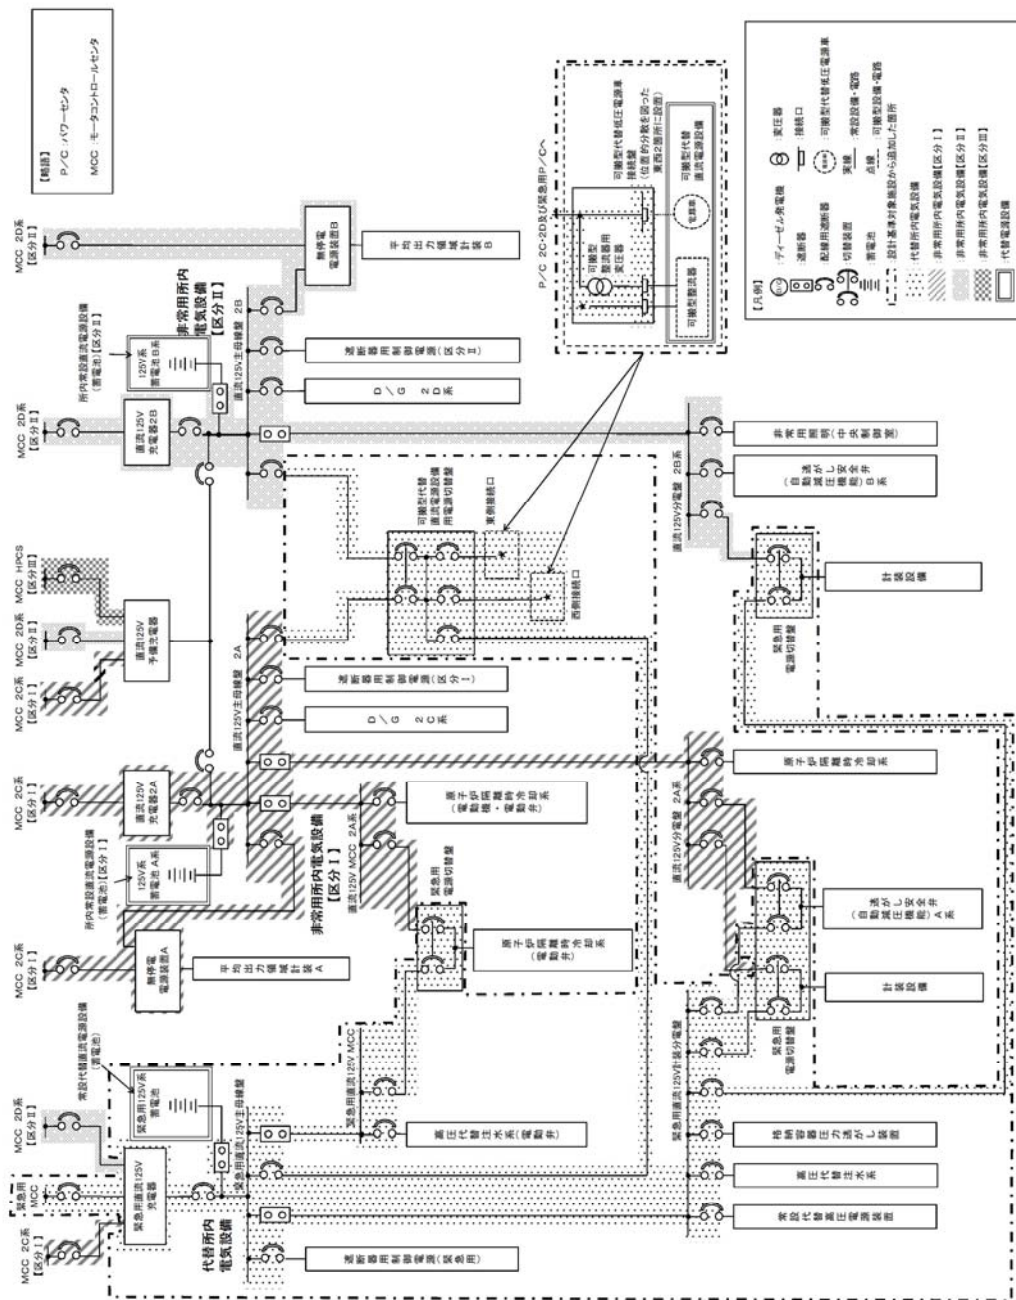 【略語】
P/C :パワーセンタ
MCC :モータコントロールセンタ
MCC 2C系
【区分Ⅰ】
緊急用
MCC
MCC 2D系
【区分Ⅱ】
緊急用直流125V
充電器
常設代替直流電源設備
(蓄電池)
緊急用125V系
蓄電池
代替所内
電気設備
緊急用直流125V主母線盤
遮断器用制御電源(緊急用)
緊急用直流125V MCC
高圧代替注水系(電動弁)
緊急用直流125V計装分電盤
常設代替高圧電源装置
高圧代替注水系
格納容器圧力逃がし装置
MCC 2C系
【区分Ⅰ】
無停電
電源装置A
平均出力領域計装 A
所内常設直流電源設備
(蓄電池)【区分Ⅰ】
125V系
蓄電池 A系
MCC 2C系
【区分Ⅰ】
直流125V
充電器2A
非常用所内電気設備
【区分Ⅰ】
直流125V MCC 2A系
原子炉隔離時冷却系
(電動機・電動弁)
緊急用
電源切替盤
原子炉隔離時冷却系
(電動弁)
直流125V主母線盤 2A
D/G 2C系
遮断器用制御電源(区分Ⅰ)
直流125V分電盤 2A系
原子炉隔離時冷却系
緊急用
電源切替盤
計装設備
逃がし安全弁
(自動減圧機能)A系
MCC 2C系
【区分Ⅰ】
MCC 2D系
【区分Ⅱ】
MCC HPCS
【区分Ⅲ】
直流125V
予備充電器
可搬型代替
直流電源設備
用電源切替盤
西側接続口
東側接続口
MCC 2D系
【区分Ⅱ】
直流125V
充電器2B
所内常設直流電源設備
(蓄電池)【区分Ⅱ】
125V系
蓄電池B系
非常用所内
電気設備
【区分Ⅱ】
直流125V主母線盤 2B
D/G 2D系
遮断器用制御電源(区分Ⅱ)
MCC 2D系
【区分Ⅱ】
無停電
電源装置B
平均出力領域計装 B
直流125V分電盤 2B系
緊急用
電源切替盤
計装設備
逃がし安全弁
(自動減圧機能)B系
非常用照明(中央制御室)
P/C 2C・2D及び緊急用P/Cへ
可搬型代替低圧電源車
接続盤
(位置的分散を図った
東西2箇所に設置)
可搬型
整流器用
変圧器
可搬型整流器
電源車
可搬型代替
直流電源設備
【凡例】
:ディーゼル発電機
:遮断器
:配線用遮断器
:切替装置
:蓄電池
:変圧器
:接続口
:可搬型代替低圧電源車
実線 :常設設備・電路
点線 :可搬型設備・電路
:設計基準対象施設から追加した箇所
:代替所内電気設備
:非常用所内電気設備【区分Ⅰ】
:非常用所内電気設備【区分Ⅱ】
:非常用所内電気設備【区分Ⅲ】
:代替電源設備